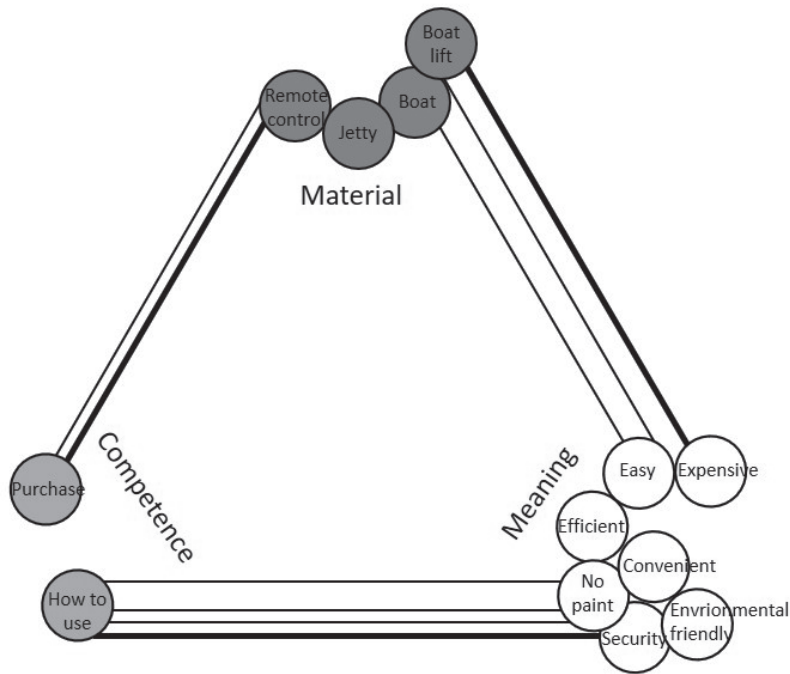 Boat
lift
Remote
control
Boat
Jetty
Material
Competence
Meaning
Purchase
Easy
Expensive
Efficient
Convenient
No
paint
How to
use
Envrionmental
friendly
Security